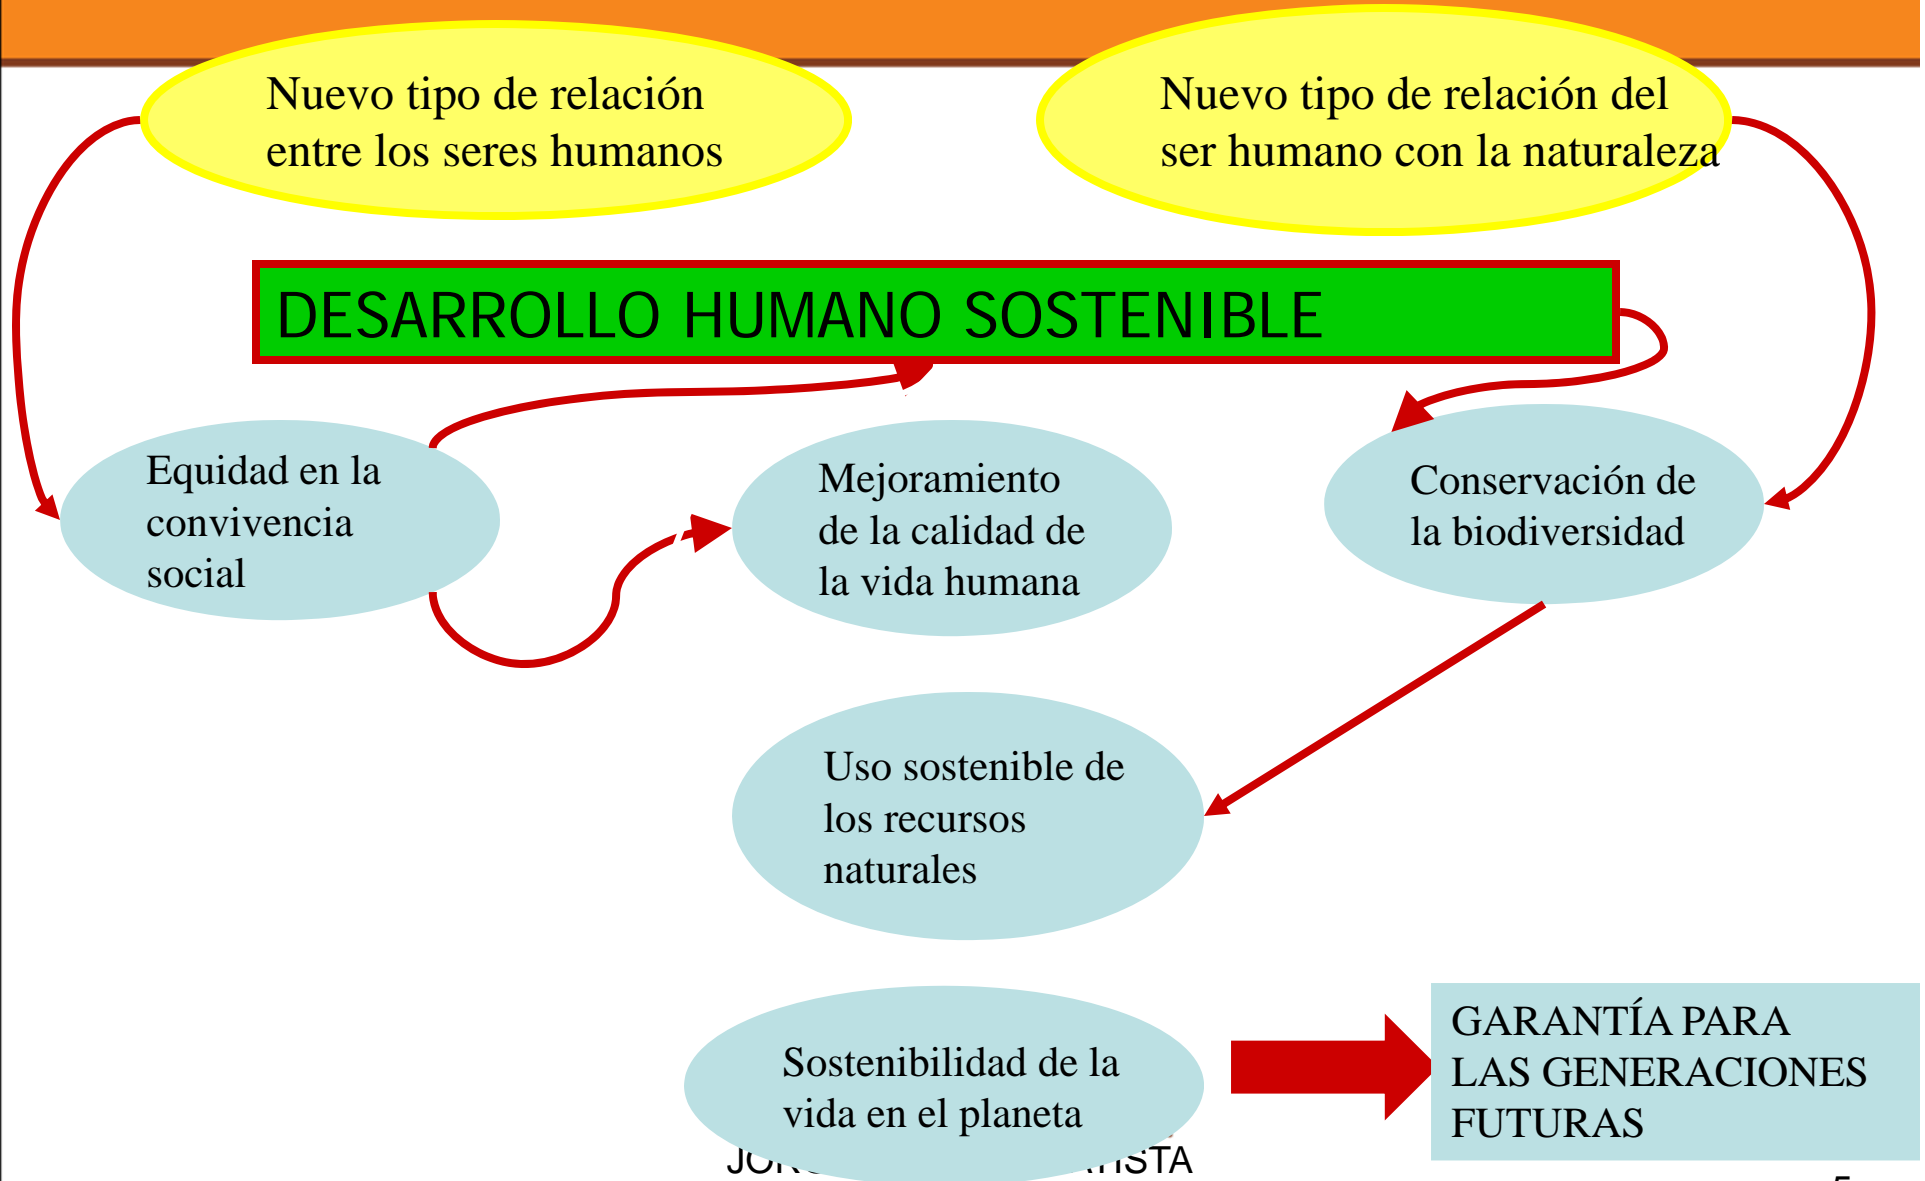 Nuevo tipo de relación
entre los seres humanos
Nuevo tipo de relación del
ser humano con la naturaleza
DESARROLLO HUMANO SOSTENIBLE
Equidad en la
convivencia
social
Mejoramiento
de la calidad de
la vida humana
Conservación de
la biodiversidad
Uso sostenible de
los recursos
naturales
Sostenibilidad de la
vida en el planeta
GARANTÍA PARA
LAS GENERACIONES
FUTURAS